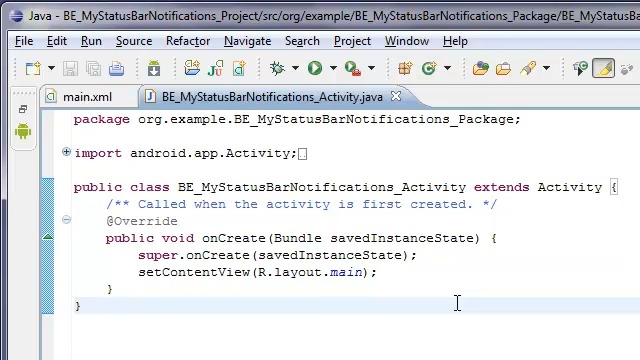 Java - BE_MyStatusBarNotifications_Project/src/org/example/BE_MyStatusBarNotifications_Package/BE_MyStatusBarNotifications
File Edit Run Source Refactor Navigate Search Project Window Help
main.xml BE_MyStatusBarNotifications_Activity.java
package org.example.BE_MyStatusBarNotifications_Package;
import android.app.Activity;
public class BE_MyStatusBarNotifications_Activity extends Activity {
/** Called when the activity is first created. */
@Override
public void onCreate(Bundle savedInstanceState) {
super.onCreate(savedInstanceState);
setContentView(R.layout.main);
}
}